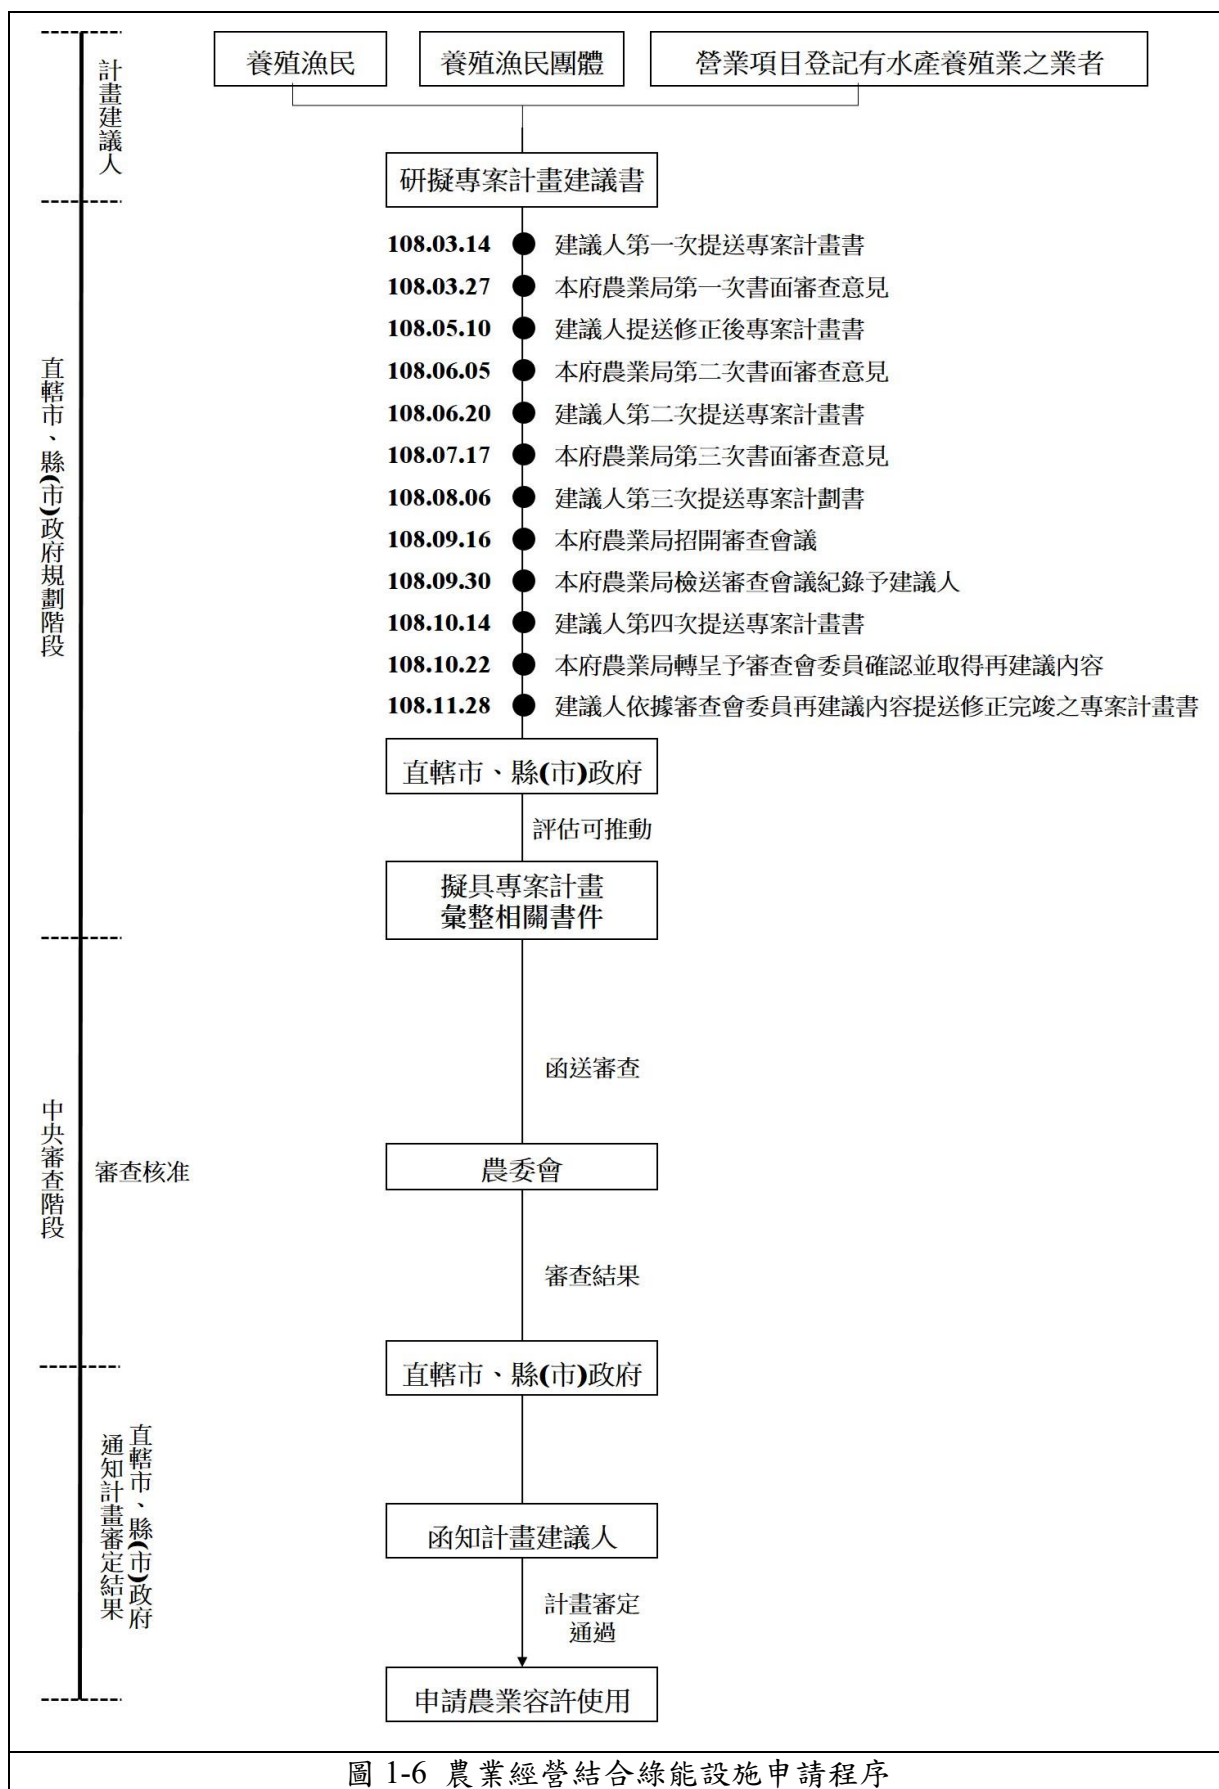 計畫建議人
養殖漁民
養殖漁民團體
營業項目登記有水產養殖業之業者
研擬專案計畫建議書
直轄市、縣(市)政府規劃階段
108.03.14 建議人第一次提送專案計畫書
108.03.27 本府農業局第一次書面審查意見
108.05.10 建議人提送修正後專案計畫書
108.06.05 本府農業局第二次書面審查意見
108.06.20 建議人第二次提送專案計畫書
108.07.17 本府農業局第三次書面審查意見
108.08.06 建議人第三次提送專案計劃書
108.09.16 本府農業局招開審查會議
108.09.30 本府農業局檢送審查會議紀錄予建議人
108.10.14 建議人第四次提送專案計畫書
108.10.22 本府農業局轉呈予審查會委員確認並取得再建議內容
108.11.28 建議人依據審查會委員再建議內容提送修正完竣之專案計畫書
直轄市、縣(市)政府
評估可推動
擬具專案計畫
彙整相關書件
中央審查階段
審查核准
函送審查
農委會
審查結果
直轄市、縣(市)政府
直轄市、縣(市)政府
通知計畫審定結果
函知計畫建議人
計畫審定
通過
申請農業容許使用
圖 1-6 農業經營結合綠能設施申請程序